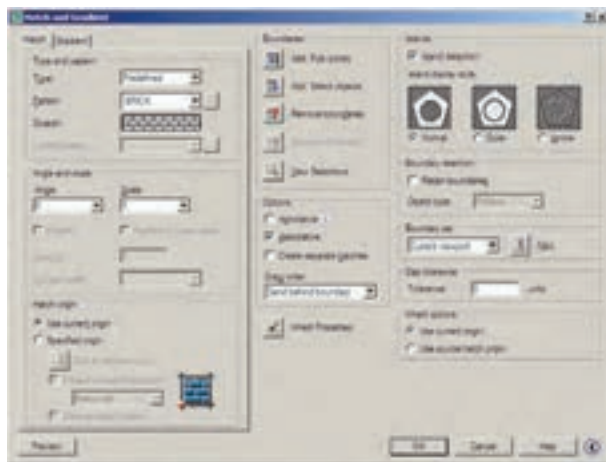 Hatch and Gradient
Hatch
Gradient
Type and pattern
Type:
Predefined
Pattern:
BRICK
Swatch:
Angle and scale
Angle:
Scale:
Hatch origin
Use current origin
Specified origin
Preview
Boundaries
Add: Pick points
Add: Select objects
Remove boundaries
View Selections
Options
Annotative
Associative
Create separate hatches
Draw order:
Send behind boundary
Inherit Properties
Islands
Island detection
Island display style:
Normal
Outer
Ignore
Boundary retention
Retain boundaries
Object type:
Boundary set
Current viewport
New
Gap tolerance
Tolerance:
units
Inherit options
Use current origin
Use source hatch origin
OK
Cancel
Help